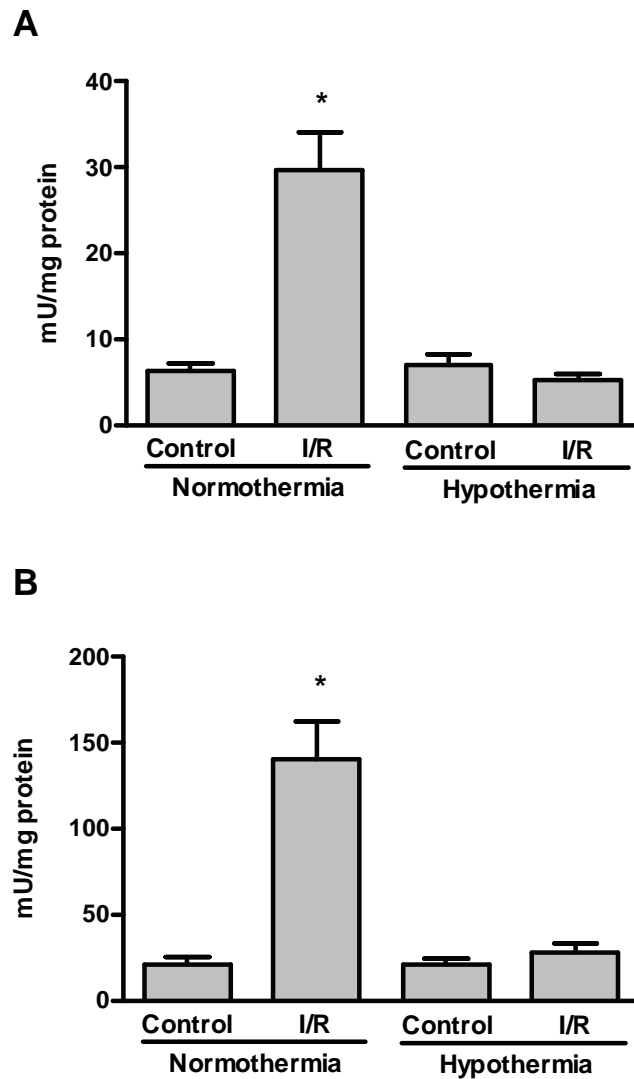 A
40
*
30
mU/mg protein
20
10
0
Control I/R Control I/R
Normothermia Hypothermia
B
200
*
150
mU/mg protein
100
50
0
Control I/R Control I/R
Normothermia Hypothermia